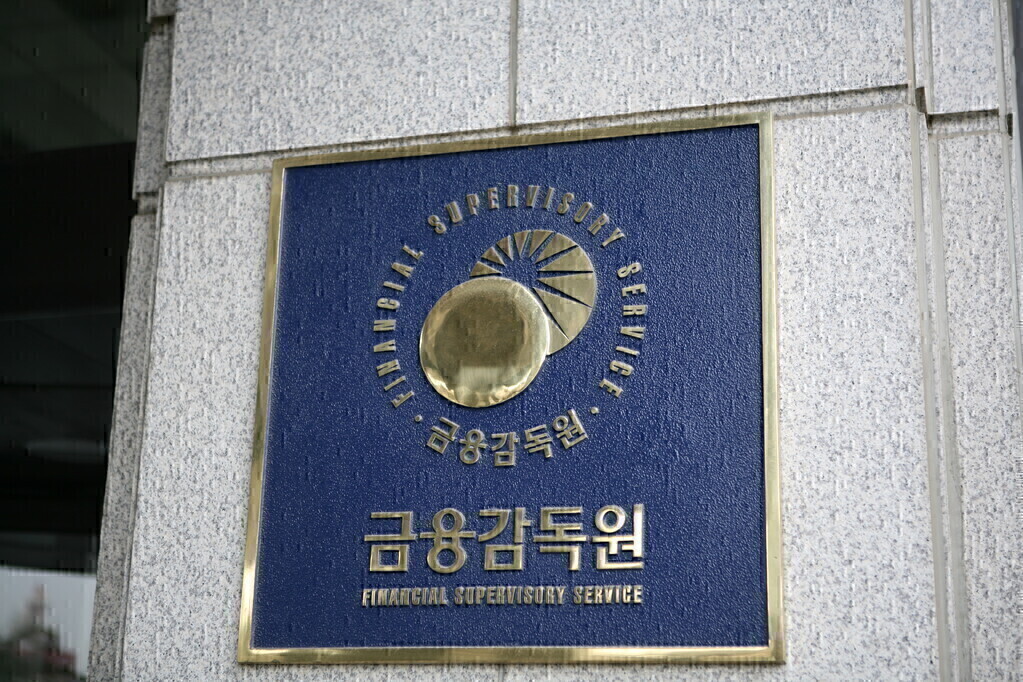 FINANCIAL SUPERVISORY SERVICE
· 금융감독원 ·
금융감독원
FINANCIAL SUPERVISORY SERVICE